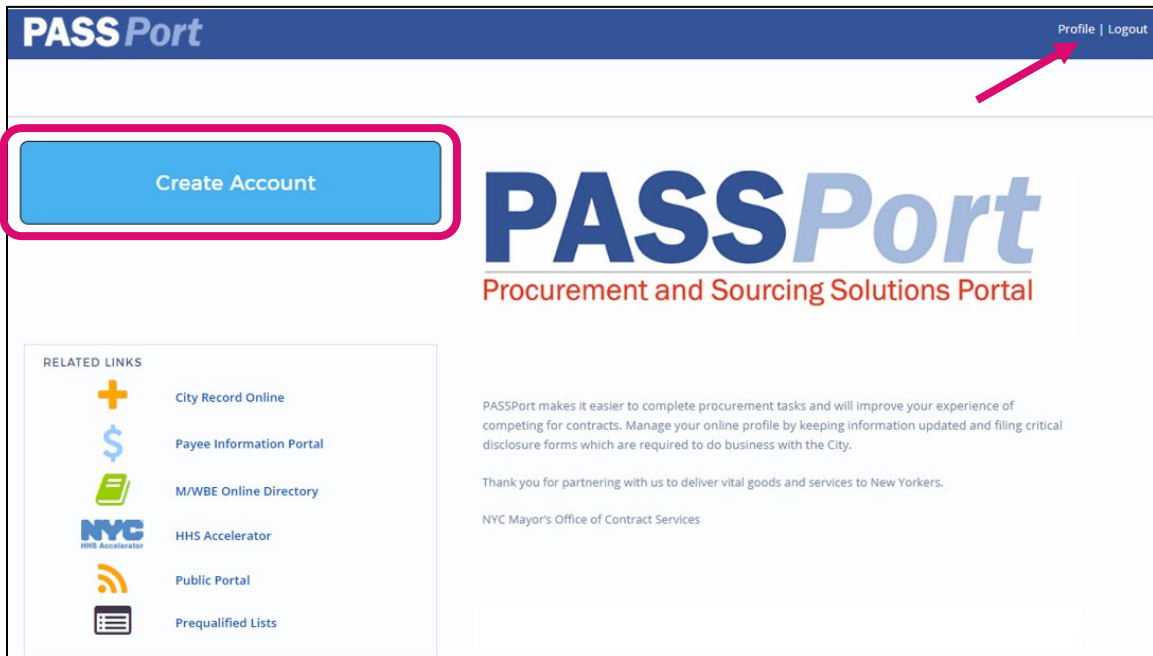 PASSPort
Profile | Logout
Create Account
PASSPort
Procurement and Sourcing Solutions Portal
RELATED LINKS
City Record Online
Payee Information Portal
M/WBE Online Directory
NYC
HHS Accelerator
HHS Accelerator
Public Portal
Prequalified Lists
PASSPort makes it easier to complete procurement tasks and will improve your experience of
competing for contracts. Manage your online profile by keeping information updated and filing critical
disclosure forms which are required to do business with the City.
Thank you for partnering with us to deliver vital goods and services to New Yorkers.
NYC Mayor's Office of Contract Services